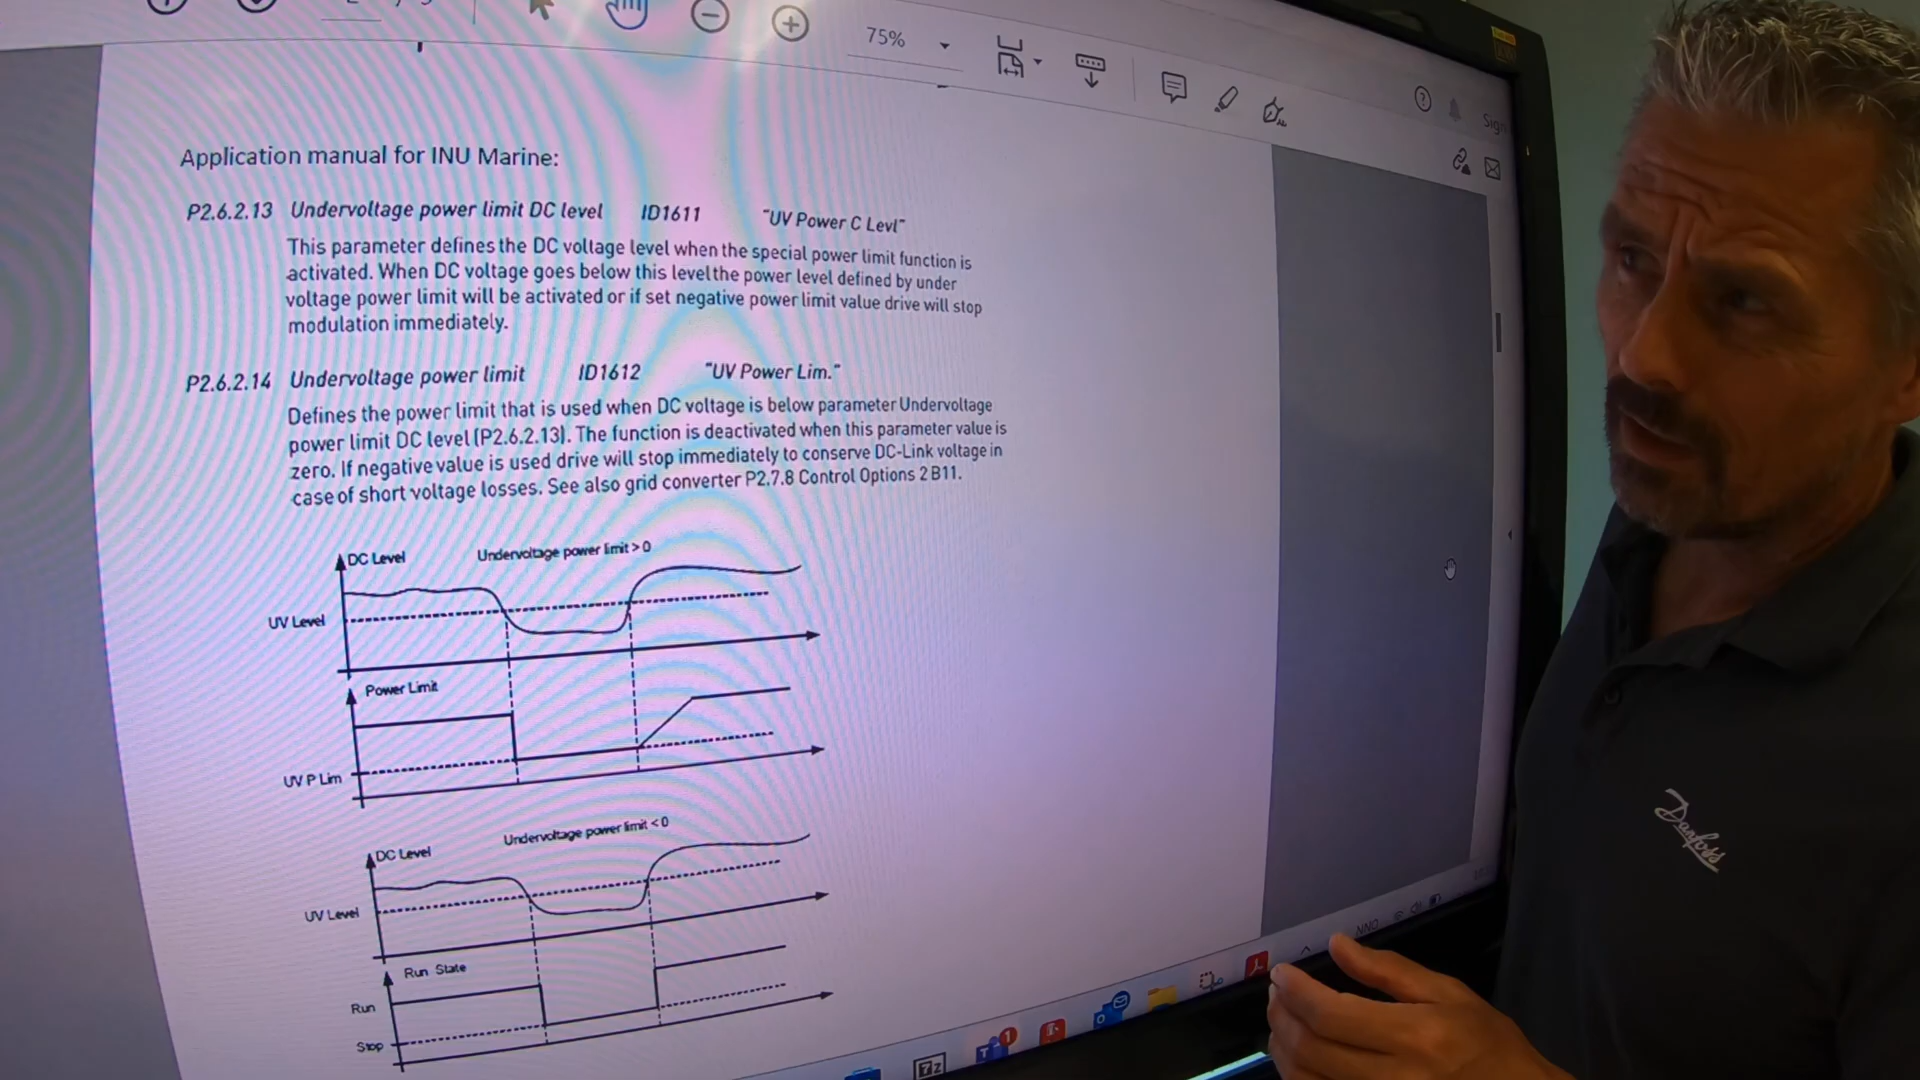 75%
Sign
Application manual for INU Marine:
P2.6.2.13 Undervoltage power limit DC level ID1611 "UV Power C Levl"
This parameter defines the DC voltage level when the special power limit function is
activated. When DC voltage goes below this level the power level defined by under
voltage power limit will be activated or if set negative power limit value drive will stop
modulation immediately.
P2.6.2.14 Undervoltage power limit ID1612 "UV Power Lim."
Defines the power limit that is used when DC voltage is below parameter Undervoltage
power limit DC level (P2.6.2.13). The function is deactivated when this parameter value is
zero. If negative value is used drive will stop immediately to conserve DC-Link voltage in
case of short voltage losses. See also grid converter P2.7.8 Control Options 2 B11.
DC Level Undervoltage power limit > 0
UV Level
Power Limit
UV P Lim
Undervoltage power limit < 0
DC Level
UV Level
Run State
Run
Stop
Danfoss
7z
1